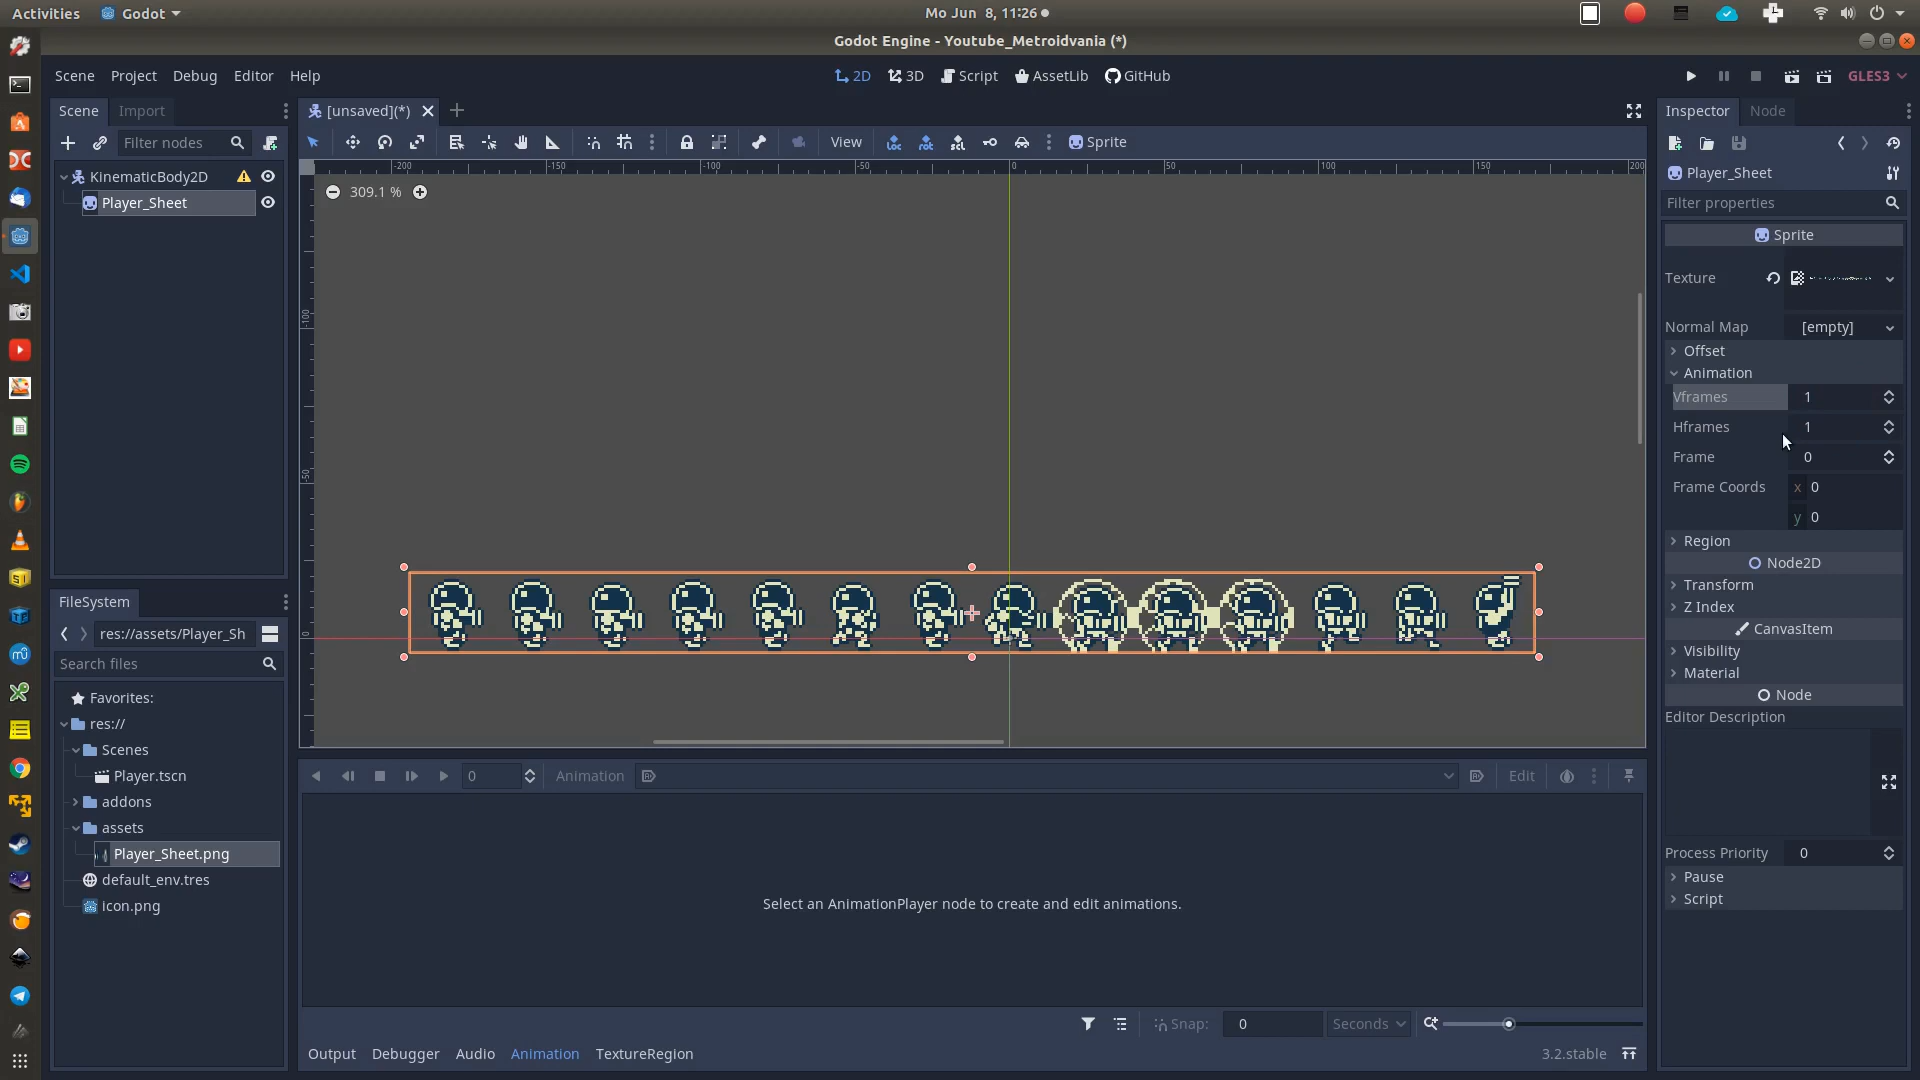 Activities
Godot
Mo Jun 8, 11:26
Godot Engine - Youtube_Metroidvania (*)
Scene
Project
Debug
Editor
Help
2D
3D
Script
AssetLib
GitHub
GLES3
Scene
Import
Filter nodes
KinematicBody2D
Player_Sheet
[unsaved](*)
View
Sprite
-200
-150
-100
-50
0
50
100
150
200
309.1 %
-100
-50
0
Inspector
Node
Player_Sheet
Filter properties
Sprite
Texture
Normal Map
[empty]
Offset
Animation
Vframes
1
Hframes
1
Frame
0
Frame Coords
x 0
y 0
Region
Node2D
Transform
Z Index
CanvasItem
Visibility
Material
Node
Editor Description
Process Priority
0
Pause
Script
FileSystem
res://assets/Player_Sh
Search files
Favorites:
res://
Scenes
Player.tscn
addons
assets
Player_Sheet.png
default_env.tres
icon.png
0
Animation
Edit
Select an AnimationPlayer node to create and edit animations.
Snap:
0
Seconds
Output
Debugger
Audio
Animation
TextureRegion
3.2.stable